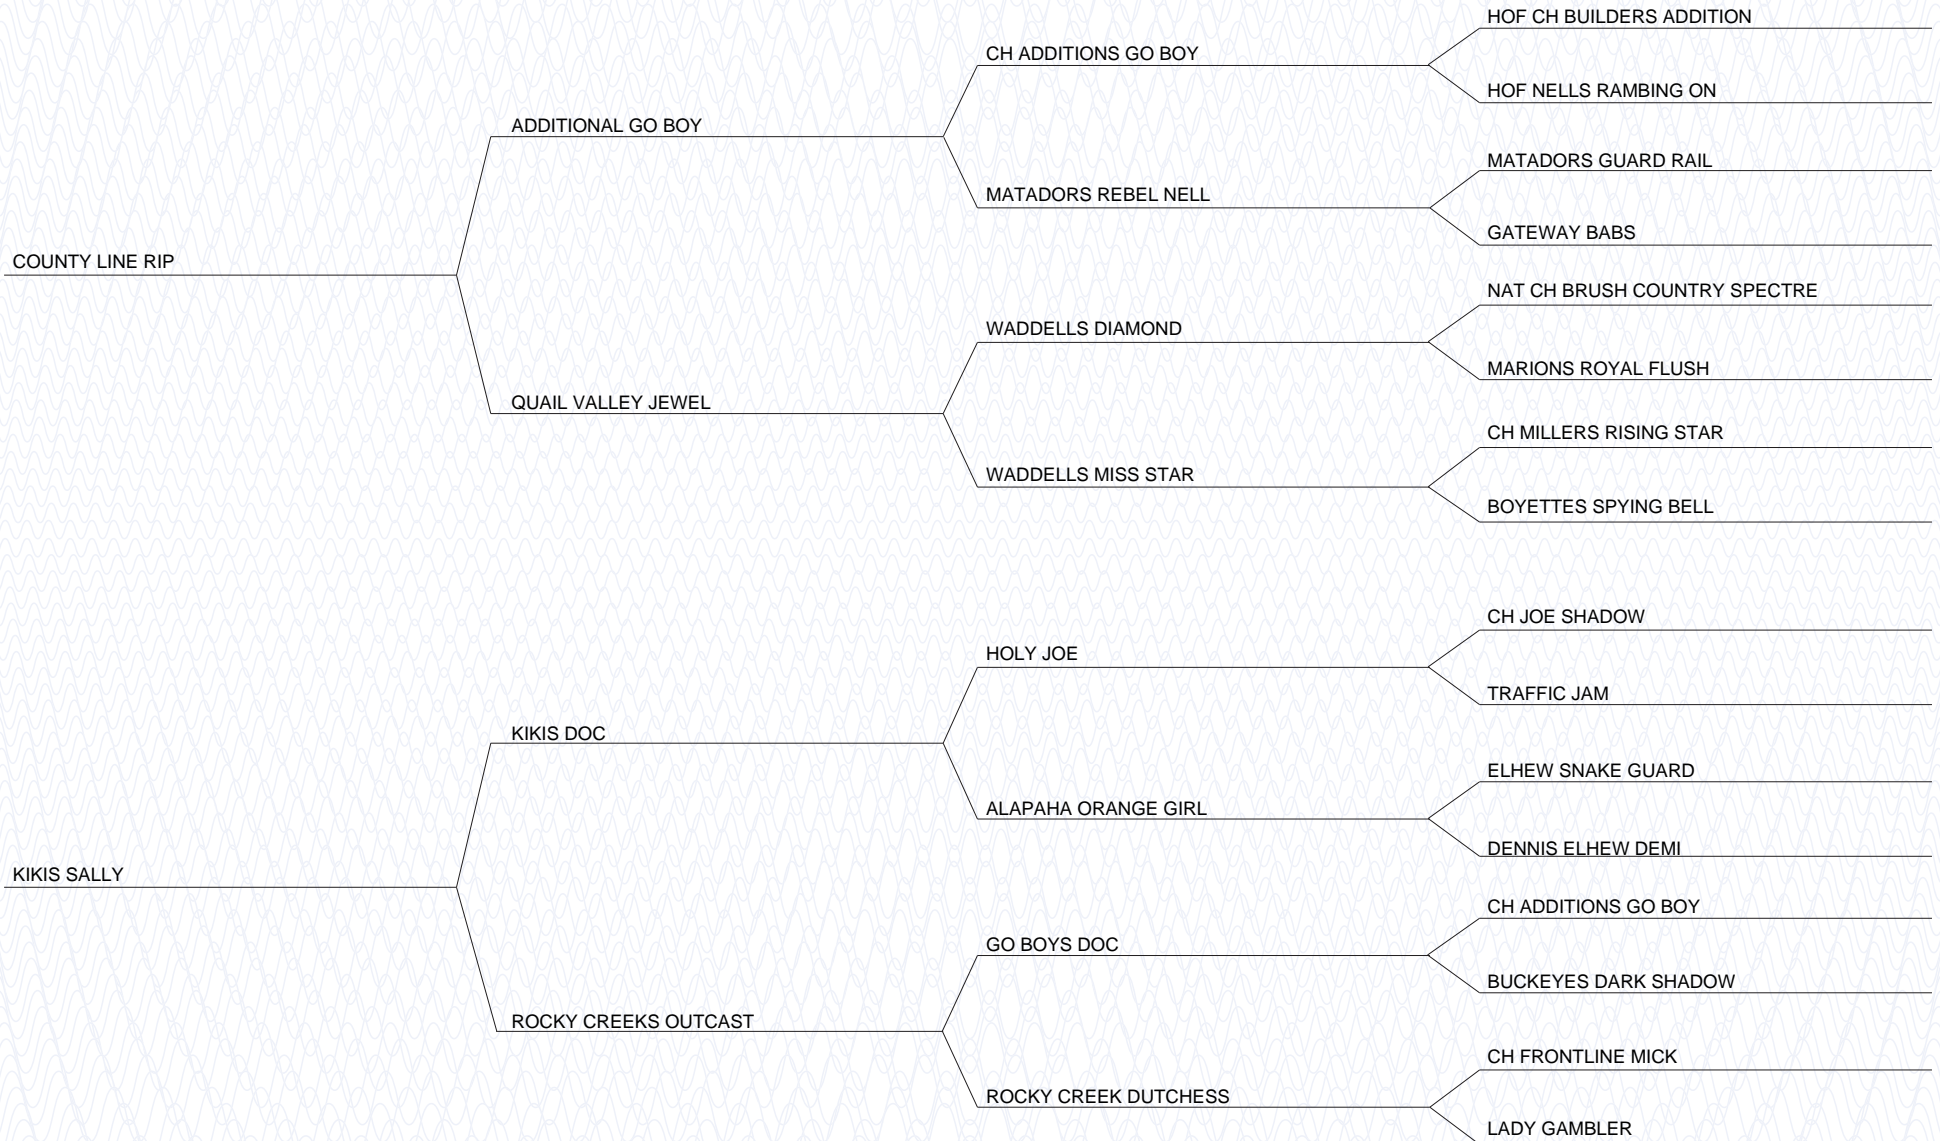 HOF CH BUILDERS ADDITION
CH ADDITIONS GO BOY
HOF NELLS RAMBING ON
ADDITIONAL GO BOY
MATADORS GUARD RAIL
MATADORS REBEL NELL
GATEWAY BABS
COUNTY LINE RIP
NAT CH BRUSH COUNTRY SPECTRE
WADDELLS DIAMOND
MARIONS ROYAL FLUSH
QUAIL VALLEY JEWEL
CH MILLERS RISING STAR
WADDELLS MISS STAR
BOYETTES SPYING BELL
CH JOE SHADOW
HOLY JOE
TRAFFIC JAM
KIKIS DOC
ELHEW SNAKE GUARD
ALAPAHA ORANGE GIRL
DENNIS ELHEW DEMI
KIKIS SALLY
CH ADDITIONS GO BOY
GO BOYS DOC
BUCKEYES DARK SHADOW
ROCKY CREEKS OUTCAST
CH FRONTLINE MICK
ROCKY CREEK DUTCHESS
LADY GAMBLER